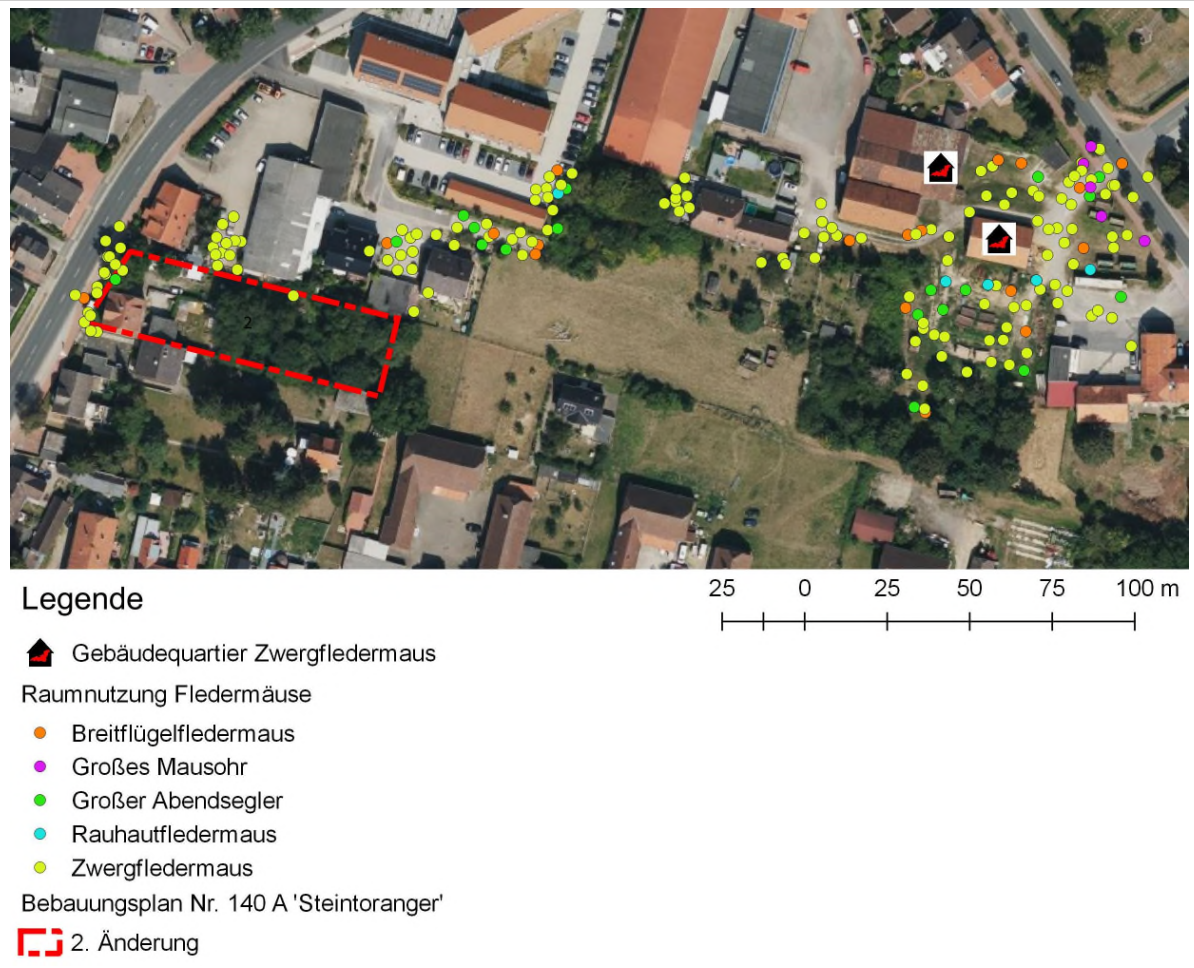 2
Legende
25 0 25 50 75 100 m
Gebäudequartier Zwergfledermaus
Raumnutzung Fledermäuse
Breitflügelfledermaus
Großes Mausohr
Großer Abendsegler
Rauhautfledermaus
Zwergfledermaus
Bebauungsplan Nr. 140 A 'Steintoranger'
2. Änderung